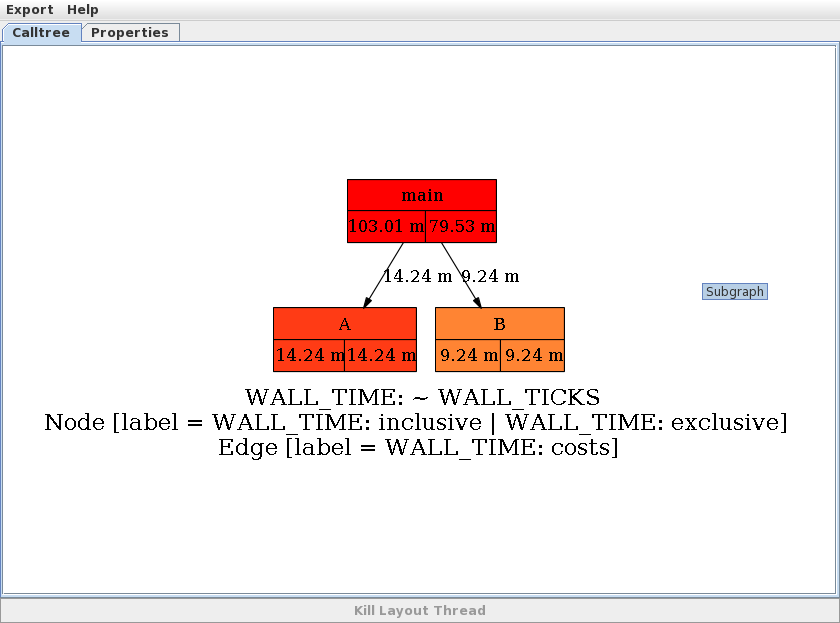 Export Help
Calltree Properties
main
103.01 m 79.53 m
14.24 m 9.24 m
Subgraph
A B
14.24 m 14.24 m 9.24 m 9.24 m
WALL_TIME: ~ WALL_TICKS
Node [label = WALL_TIME: inclusive | WALL_TIME: exclusive]
Edge [label = WALL_TIME: costs]
Kill Layout Thread